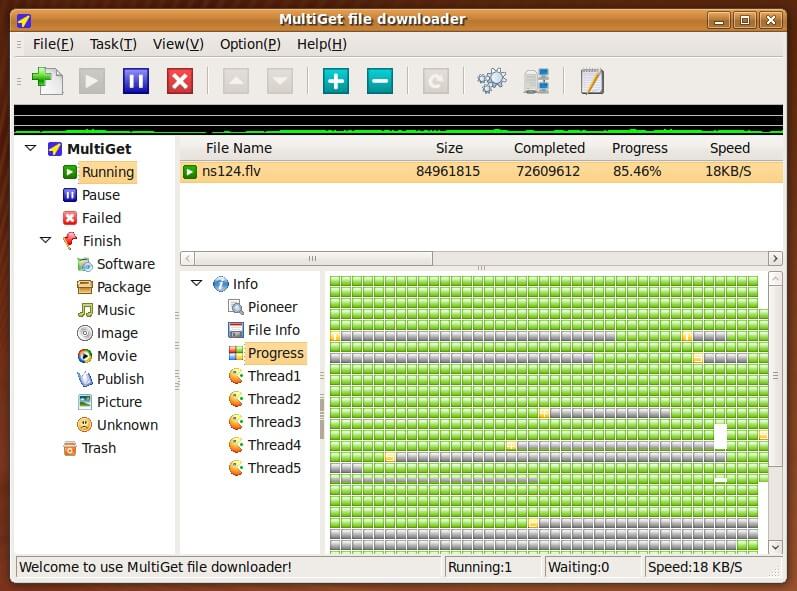 MultiGet file downloader
File(F) Task(T) View(V) Option(P) Help(H)
MultiGet
Running
Pause
Failed
Finish
Software
Package
Music
Image
Movie
Publish
Picture
Unknown
Trash
File Name Size Completed Progress Speed
ns124.flv 84961815 72609612 85.46% 18KB/S
Info
Pioneer
File Info
Progress
Thread1
Thread2
Thread3
Thread4
Thread5
Welcome to use MultiGet file downloader! Running:1 Waiting:0 Speed:18 KB/S